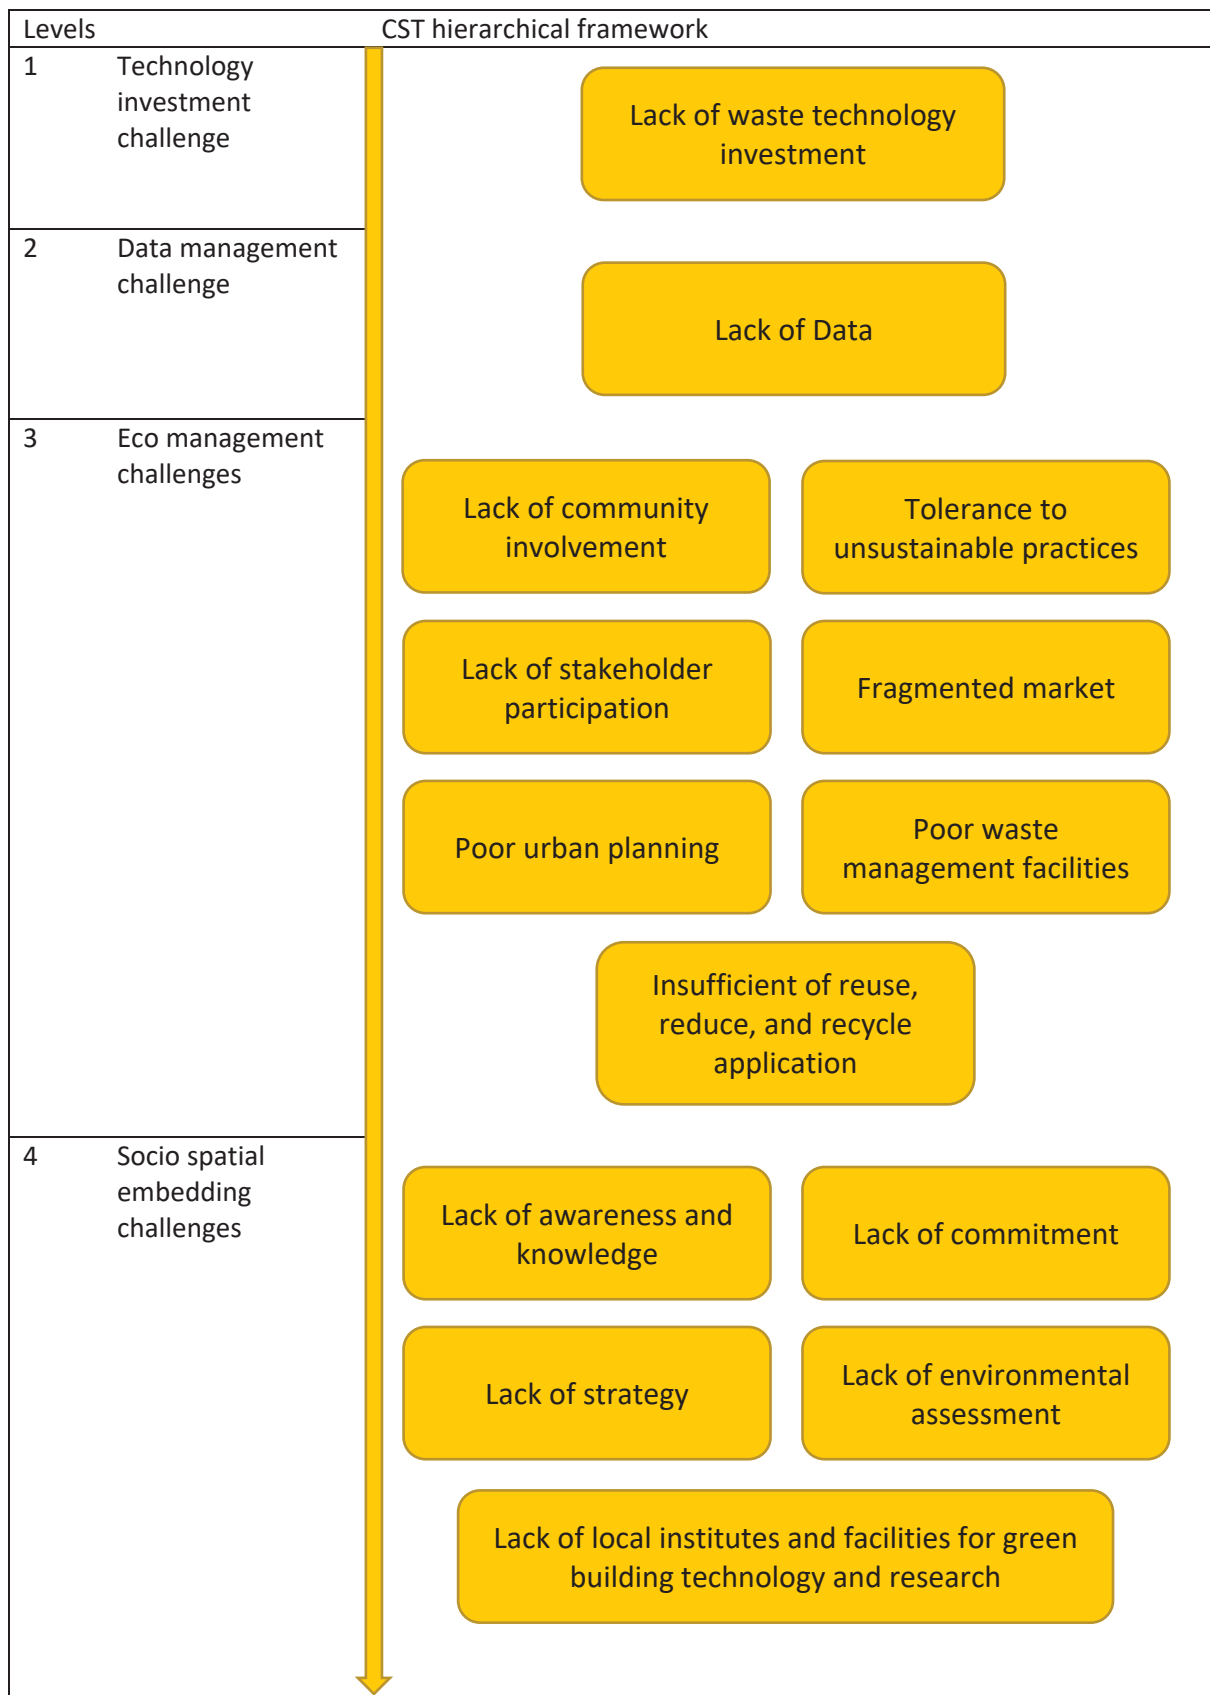 Levels CST hierarchical framework
1 Technology
investment
challenge
Lack of waste technology
investment
2 Data management
challenge
Lack of Data
3 Eco management
challenges
Lack of community
involvement
Tolerance to
unsustainable practices
Lack of stakeholder
participation
Fragmented market
Poor urban planning
Poor waste
management facilities
Insufficient of reuse,
reduce, and recycle
application
4 Socio spatial
embedding
challenges
Lack of awareness and
knowledge
Lack of commitment
Lack of strategy
Lack of environmental
assessment
Lack of local institutes and facilities for green
building technology and research